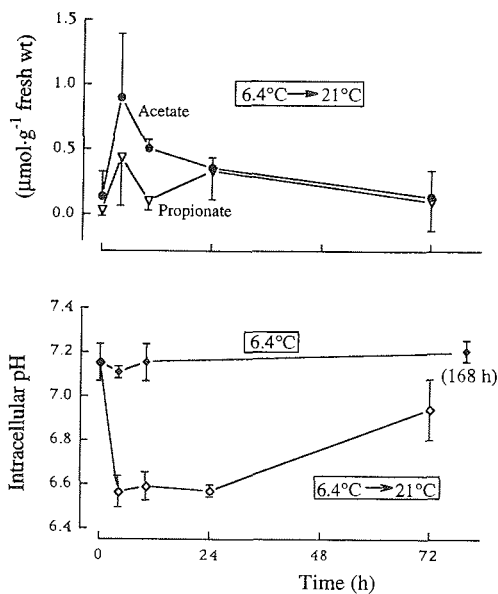 1.5
1.0
0.5
0.0
(µmol·g⁻¹ fresh wt)
6.4°C → 21°C
Acetate
Propionate
7.4
7.2
7.0
6.8
6.6
6.4
Intracellular pH
6.4°C
(168 h)
6.4°C → 21°C
0 24 48 72
Time (h)